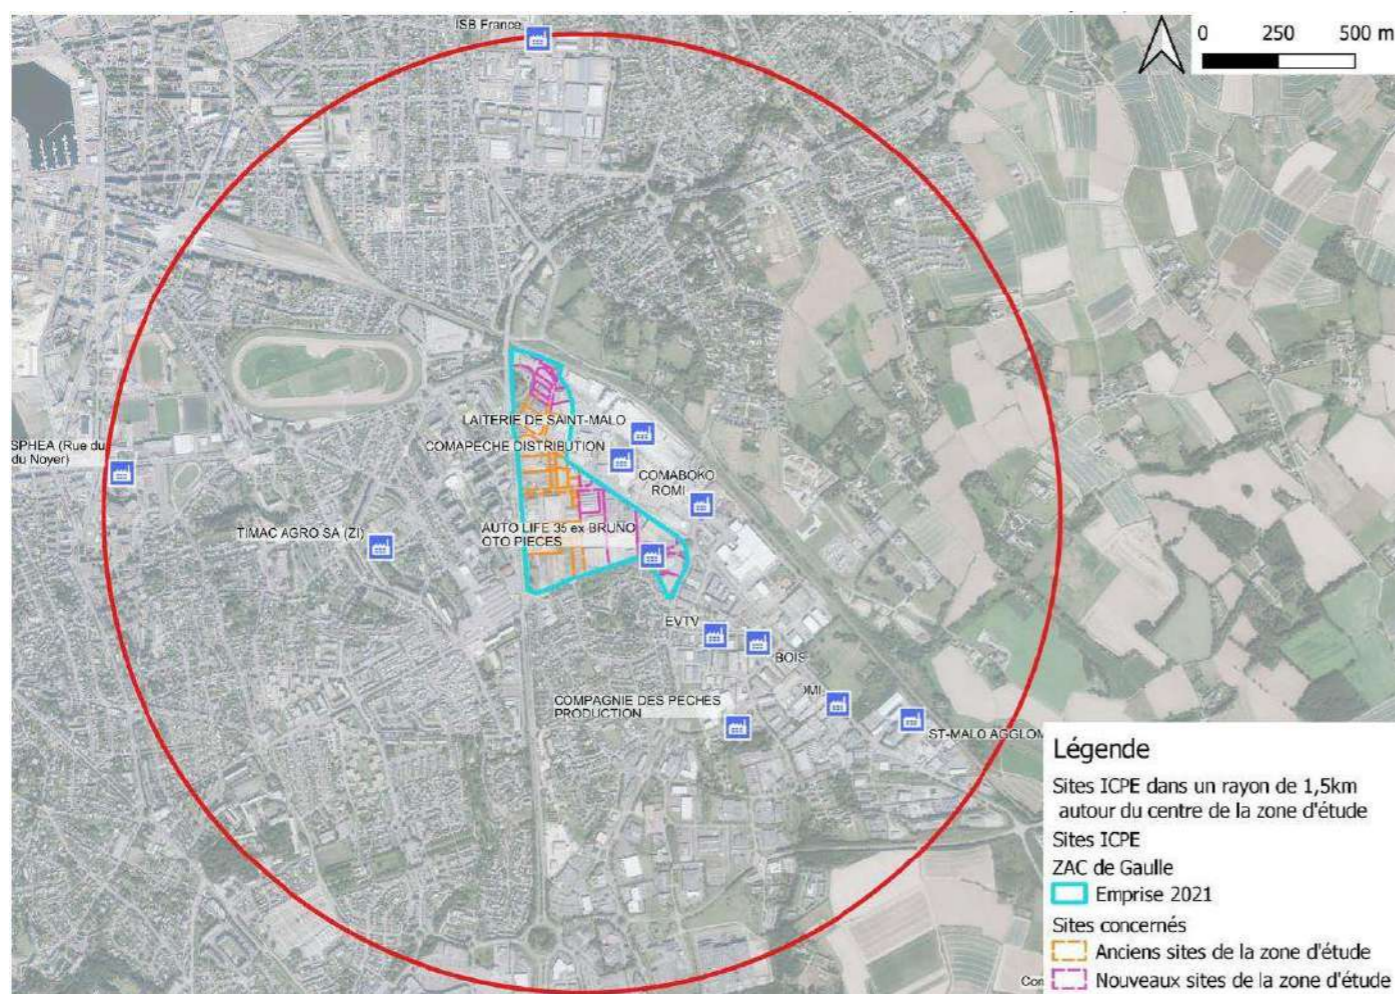 ISB France
0 250 500 m
LAITERIE DE SAINT-MALO
COMAPECHE DISTRIBUTION
SPHEA (Rue du
du Noyer)
COMABOKO
ROMI
AUTO LIFE 35 ex BRUNO
OTO PIECES
TIMAC AGRO SA (ZI)
EVTV
BOIS
OMI
COMPAGNIE DES PECHES
PRODUCTION
ST-MALO AGGLOM
Légende
Sites ICPE dans un rayon de 1,5km
autour du centre de la zone d'étude
Sites ICPE
ZAC de Gaulle
Emprise 2021
Sites concernés
Anciens sites de la zone d'étude
Nouveaux sites de la zone d'étude